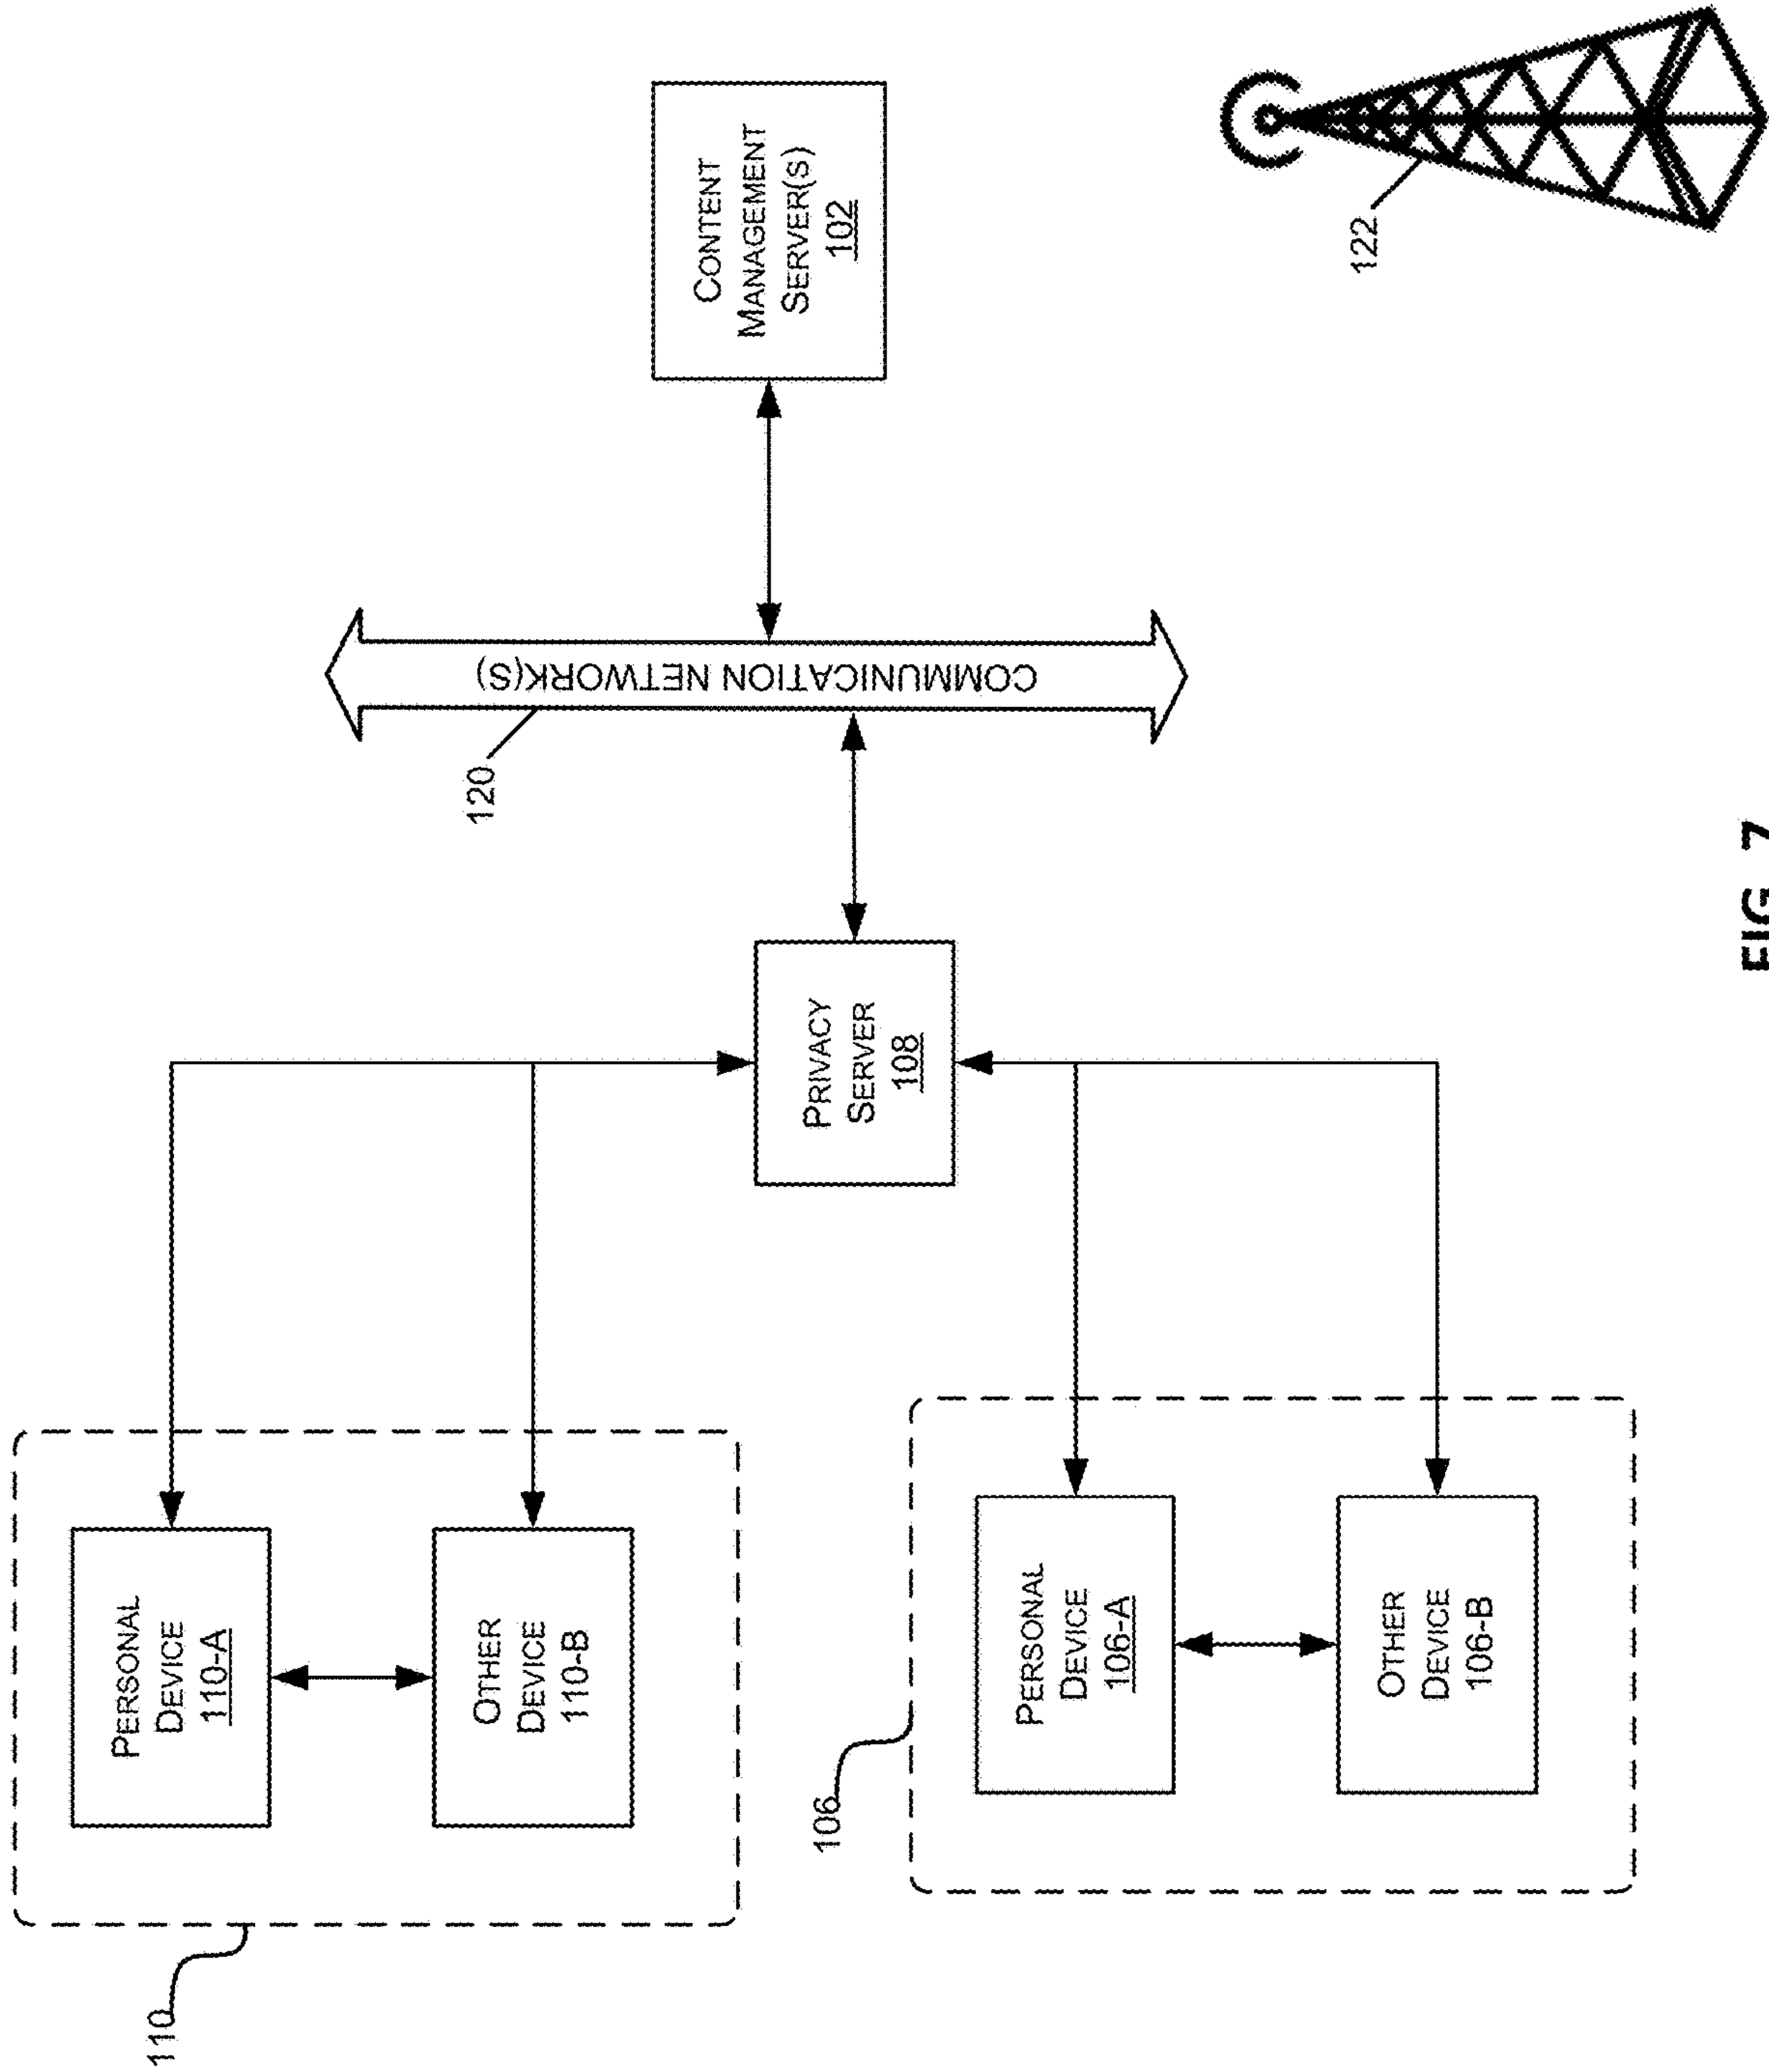 110
PERSONAL
DEVICE
110-A
OTHER
DEVICE
110-B
106
PERSONAL
DEVICE
106-A
OTHER
DEVICE
106-B
PRIVACY
SERVER
108
120
COMMUNICATION NETWORK(S)
CONTENT
MANAGEMENT
SERVER(S)
102
122
FIG. 7